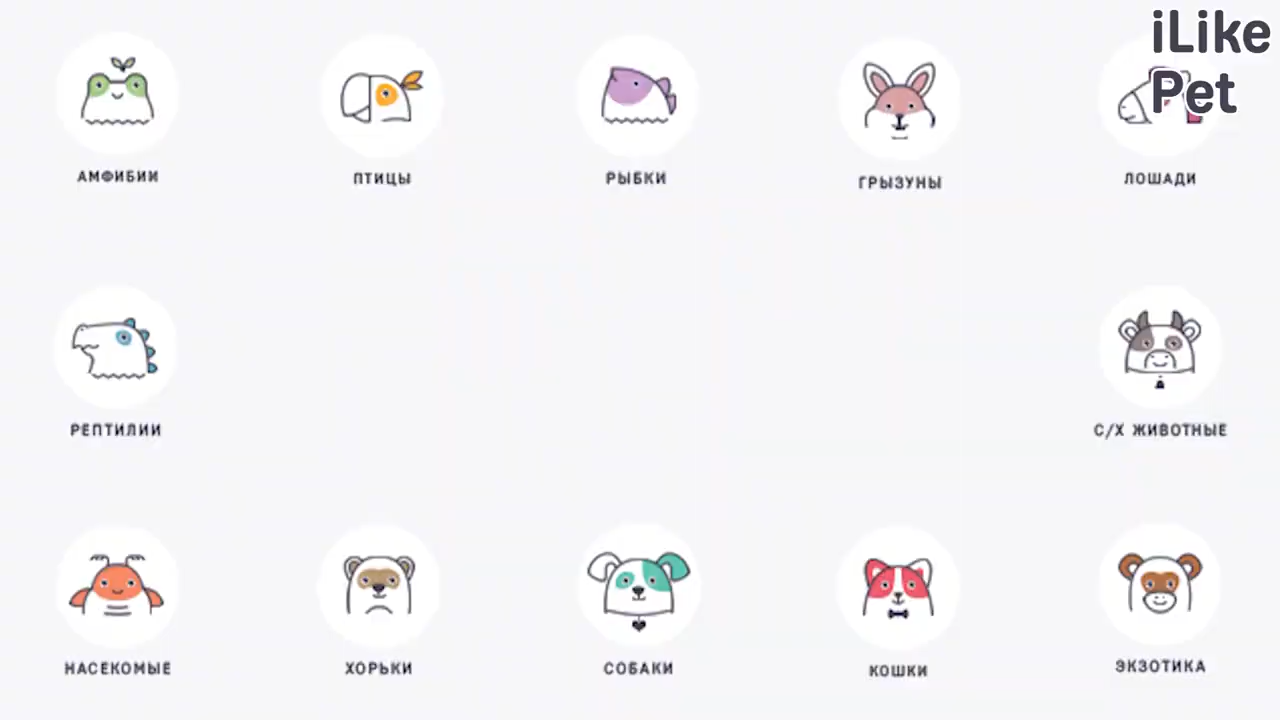 iLike
Pet
АМФИБИИ
ПТИЦЫ
РЫБКИ
ГРЫЗУНЫ
ЛОШАДИ
РЕПТИЛИИ
С/Х ЖИВОТНЫЕ
НАСЕКОМЫЕ
ХОРЬКИ
СОБАКИ
КОШКИ
ЭКЗОТИКА